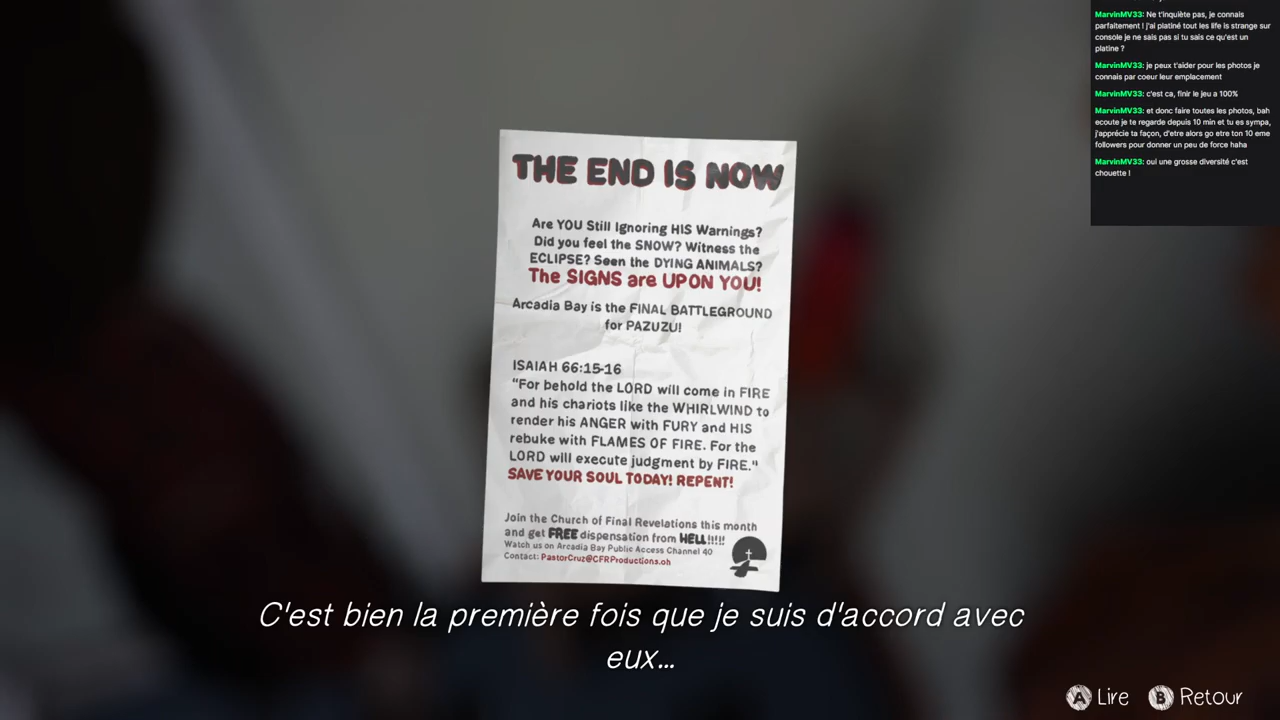 MarvinMV33: Ne t'inquiète pas, je connais
parfaitement ! j'ai platiné tout les life is strange sur
console je ne sais pas si tu sais ce qu'est un
platine ?
MarvinMV33: je peux t'aider pour les photos je
connais par coeur leur emplacement
MarvinMV33: c'est ca, finir le jeu a 100%
MarvinMV33: et donc faire toutes les photos, bah
ecoute je te regarde depuis 10 min et tu es sympa,
j'apprécie ta façon, d'etre alors go etre ton 10 eme
followers pour donner un peu de force haha
MarvinMV33: oui une grosse diversité c'est
chouette !
THE END IS NOW
Are YOU Still Ignoring HIS Warnings?
Did you feel the SNOW? Witness the
ECLIPSE? Seen the DYING ANIMALS?
The SIGNS are UPON YOU!
Arcadia Bay is the FINAL BATTLEGROUND
for PAZUZU!
ISAIAH 66:15-16
"For behold the LORD will come in FIRE
and his chariots like the WHIRLWIND to
render his ANGER with FURY and HIS
rebuke with FLAMES OF FIRE. For the
LORD will execute judgment by FIRE."
SAVE YOUR SOUL TODAY! REPENT!
Join the Church of Final Revelations this month
and get FREE dispensation from HELL!!!!!
Watch us on Arcadia Bay Public Access Channel 40
Contact: PastorCruz@CFRProductions.oh
C'est bien la première fois que je suis d'accord avec
eux...
A Lire B Retour